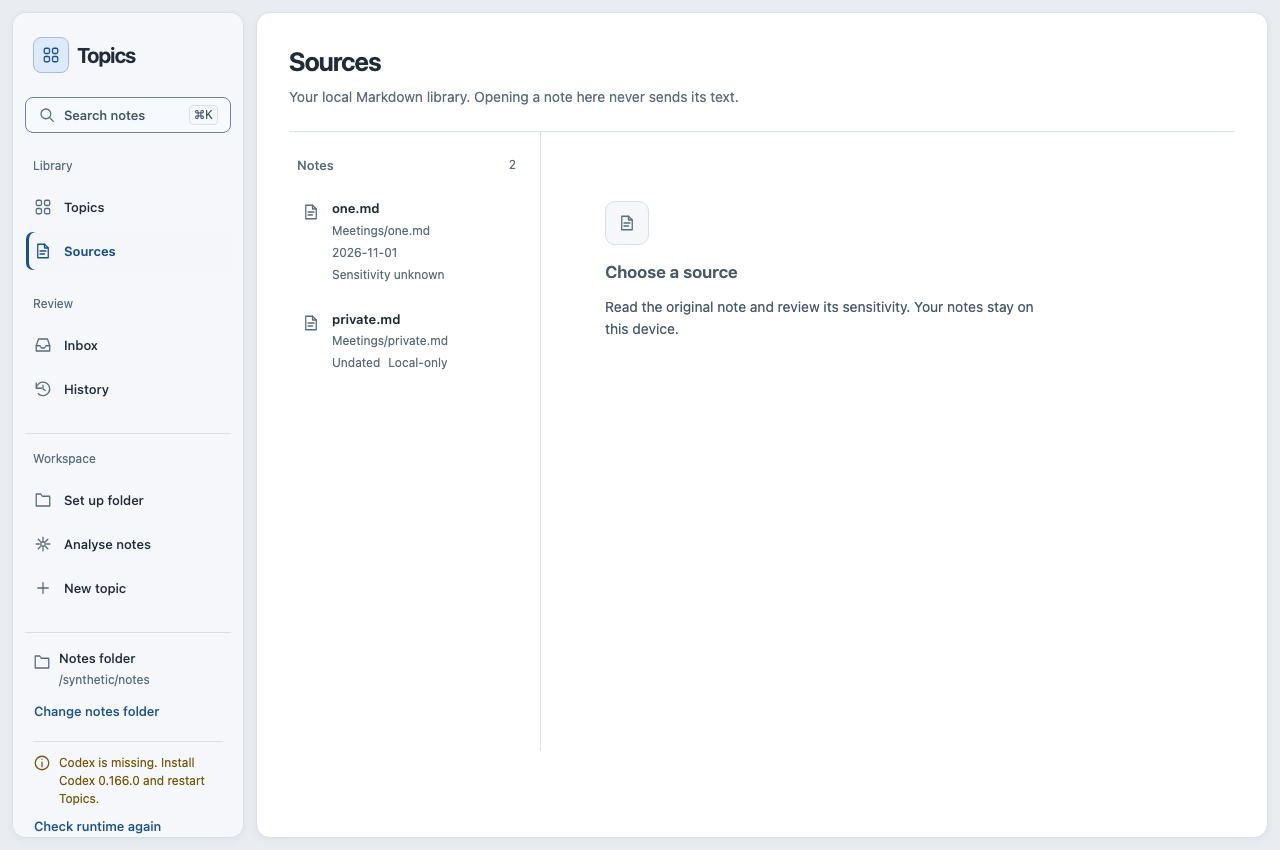 Topics
Search notes ⌘K
Library
Topics
Sources
Review
Inbox
History
Workspace
Set up folder
Analyse notes
New topic
Notes folder
/synthetic/notes
Change notes folder
Codex is missing. Install
Codex 0.166.0 and restart
Topics.
Check runtime again
Sources
Your local Markdown library. Opening a note here never sends its text.
Notes 2
one.md
Meetings/one.md
2026-11-01
Sensitivity unknown
private.md
Meetings/private.md
Undated Local-only
Choose a source
Read the original note and review its sensitivity. Your notes stay on
this device.